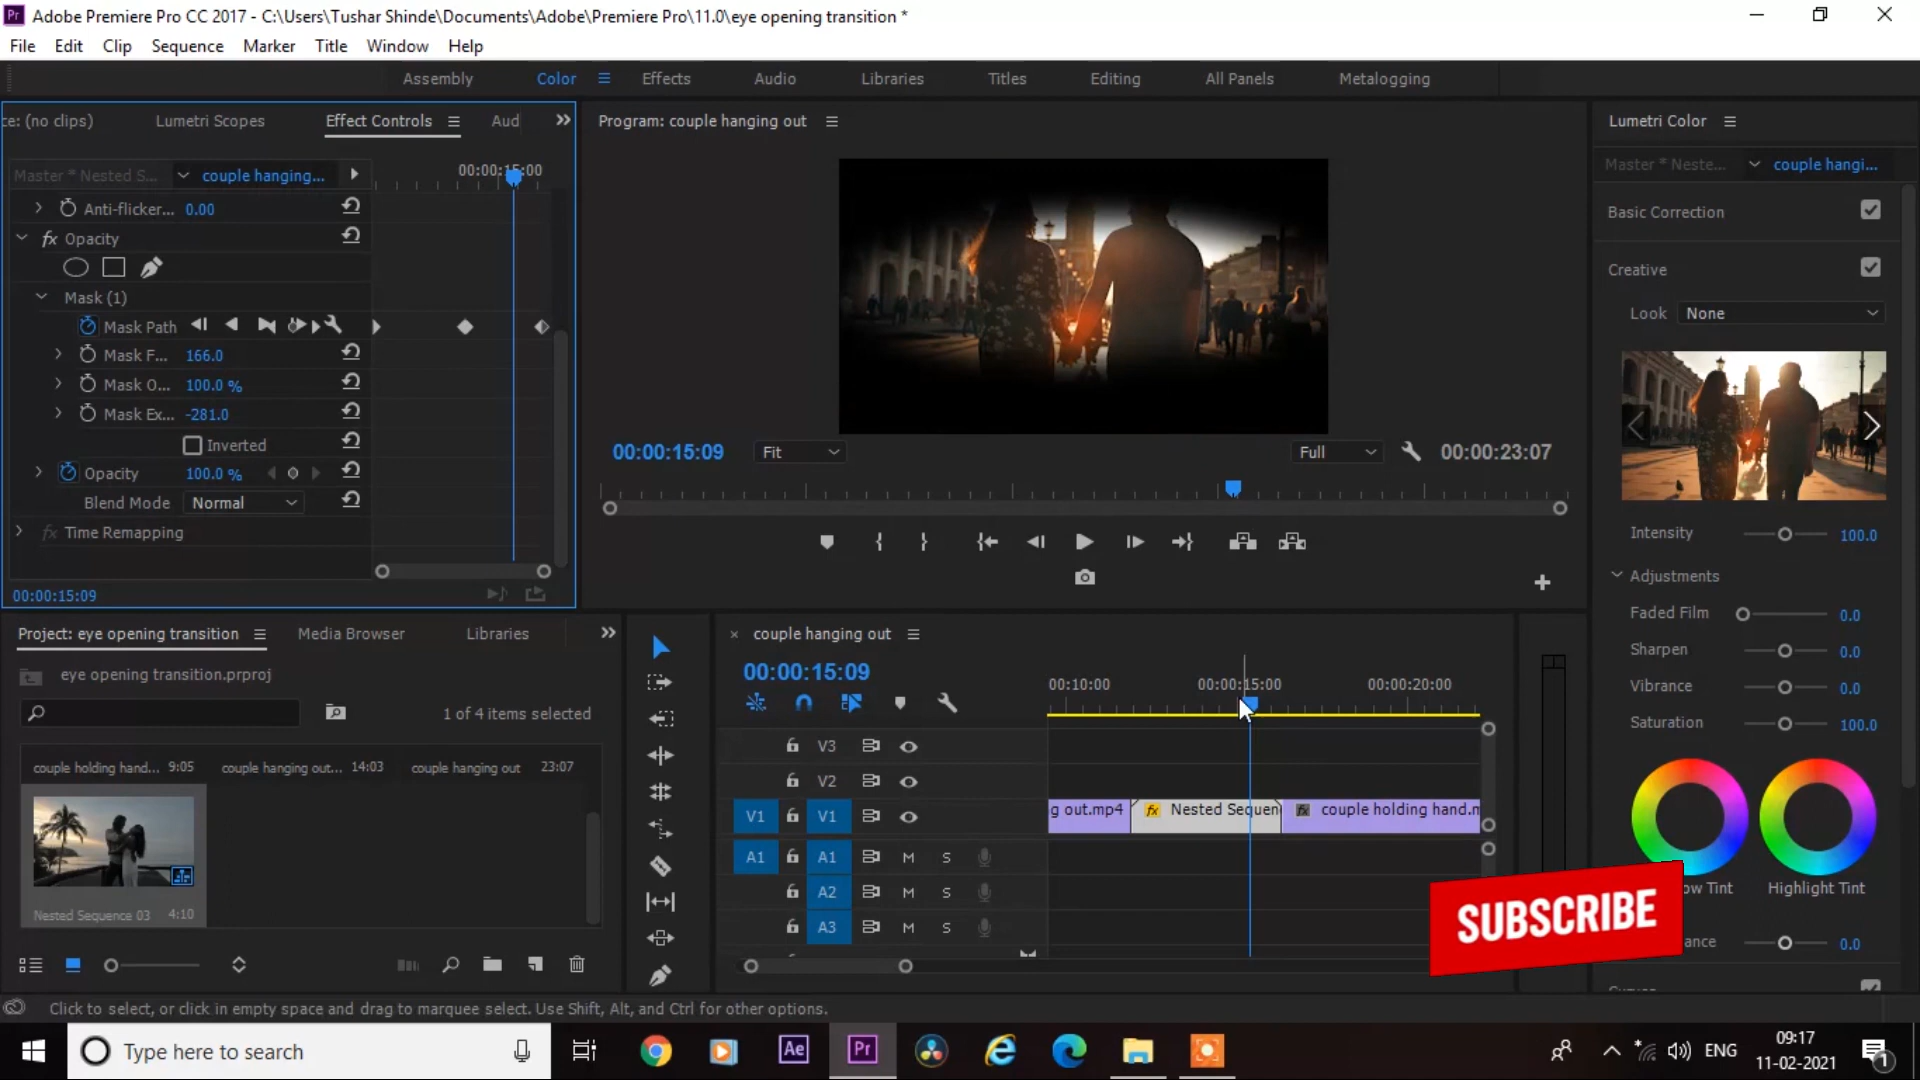 Pr Adobe Premiere Pro CC 2017 - C:\Users\Tushar Shinde\Documents\Adobe\Premiere Pro\11.0\eye opening transition *
File Edit Clip Sequence Marker Title Window Help
Assembly Color Effects Audio Libraries Titles Editing All Panels Metalogging
ce: (no clips) Lumetri Scopes Effect Controls Aud
Master * Nested S... couple hanging... 00:00:15:00
Anti-flicker... 0.00
fx Opacity
Mask (1)
Mask Path
Mask F... 166.0
Mask O... 100.0 %
Mask Ex... -281.0
Inverted
Opacity 100.0 %
Blend Mode Normal
fx Time Remapping
00:00:15:09
Program: couple hanging out
00:00:15:09 Fit Full 00:00:23:07
Lumetri Color
Master * Neste... couple hangi...
Basic Correction
Creative
Look None
Intensity 100.0
Adjustments
Faded Film 0.0
Sharpen 0.0
Vibrance 0.0
Saturation 100.0
ow Tint Highlight Tint
ance 0.0
Project: eye opening transition Media Browser Libraries
eye opening transition.prproj
1 of 4 items selected
couple holding hand... 9:05 couple hanging out... 14:03 couple hanging out 23:07
Nested Sequence 03 4:10
couple hanging out
00:00:15:09
00:10:00 00:00:15:00 00:00:20:00
V3
V2
V1 V1 g out.mp4 fx Nested Sequen fx couple holding hand.m
A1 A1 M S
A2 M S
A3 M S
SUBSCRIBE
Click to select, or click in empty space and drag to marquee select. Use Shift, Alt, and Ctrl for other options.
Type here to search
Ae Pr
ENG
09:17
11-02-2021
1